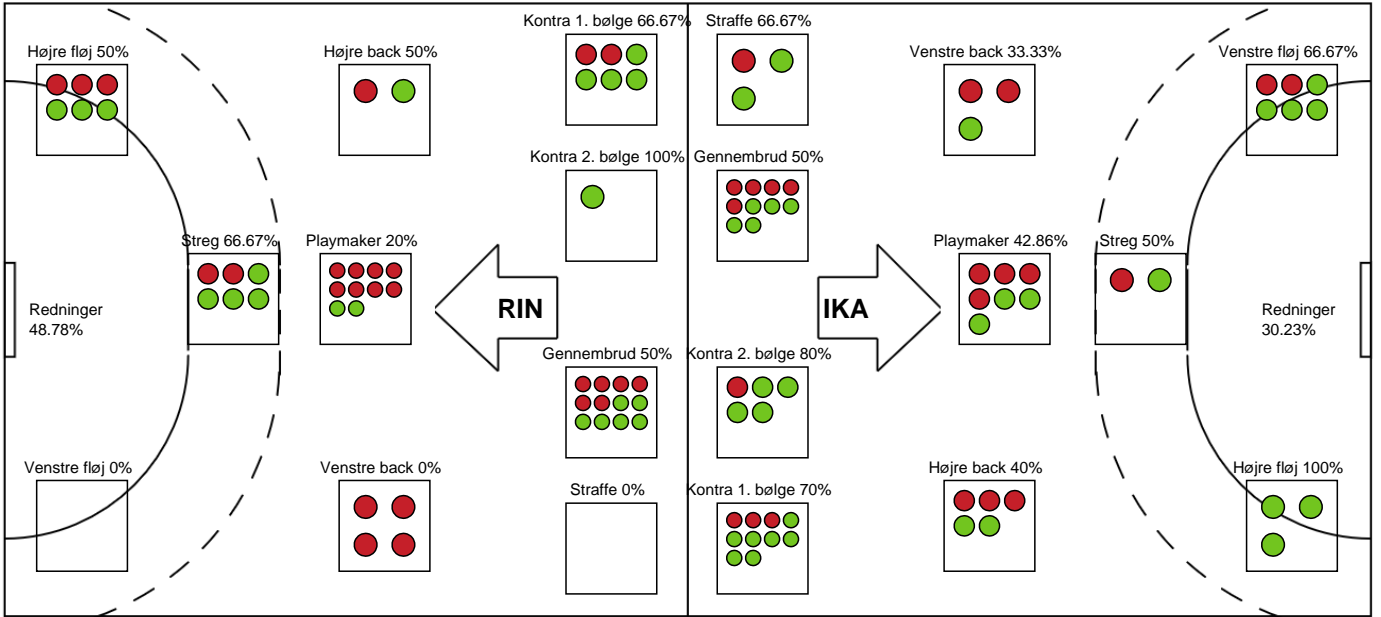 Kontra 1. bølge 66.67%
Straffe 66.67%
Højre fløj 50%
Højre back 50%
Venstre back 33.33%
Venstre fløj 66.67%
Kontra 2. bølge 100%
Gennembrud 50%
Streg 66.67%
Playmaker 20%
Playmaker 42.86%
Streg 50%
Redninger
48.78%
RIN
IKA
Redninger
30.23%
Gennembrud 50%
Kontra 2. bølge 80%
Venstre fløj 0%
Venstre back 0%
Straffe 0%
Kontra 1. bølge 70%
Højre back 40%
Højre fløj 100%